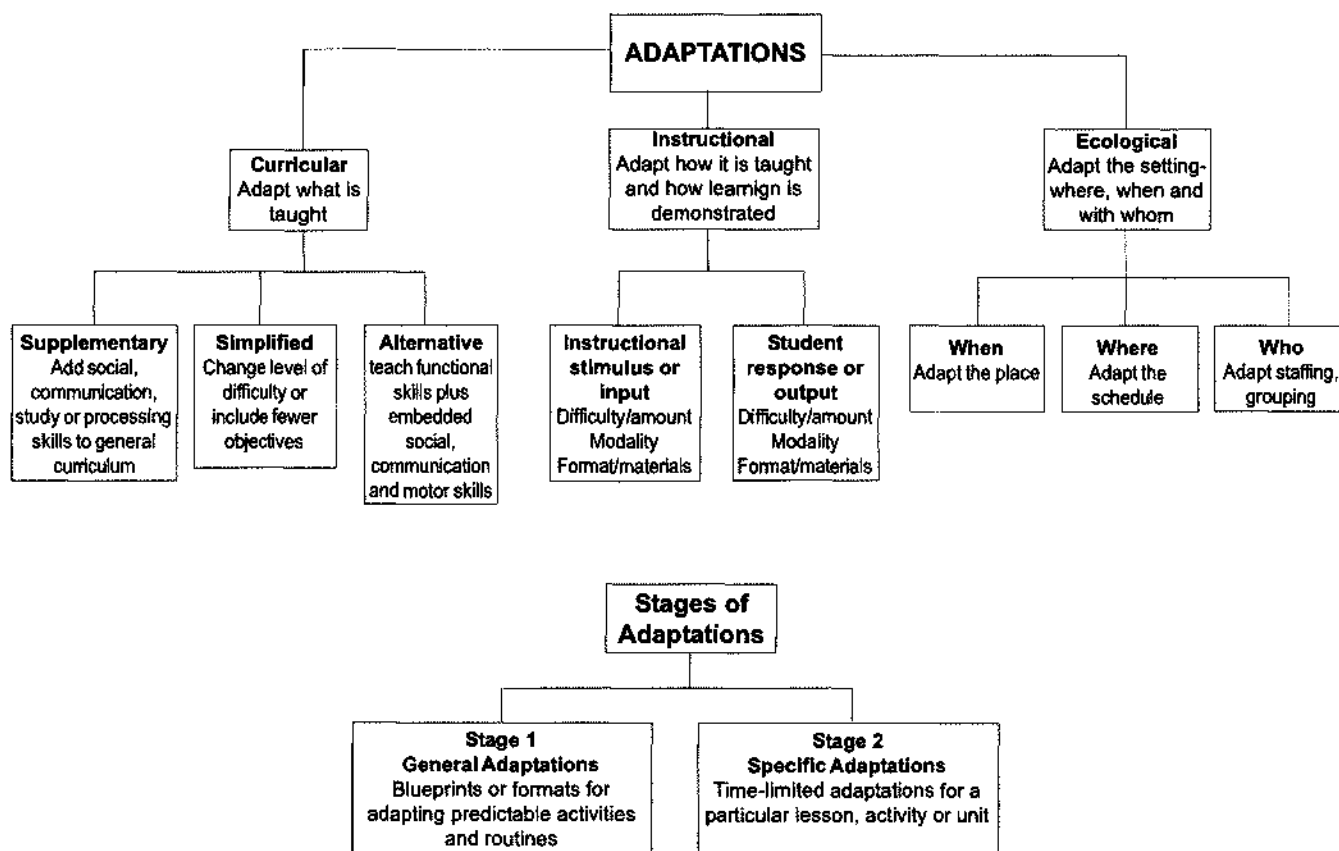 ADAPTATIONS
Curricular
Adapt what is
taught
Instructional
Adapt how it is taught
and how learnign is
demonstrated
Ecological
Adapt the setting-
where, when and
with whom
Supplementary
Add social,
communication,
study or processing
skills to general
curriculum
Simplified
Change level of
difficulty or
include fewer
objectives
Alternative
teach functional
skills plus
embedded
social,
communication
and motor skills
Instructional
stimulus or
input
Difficulty/amount
Modality
Format/materials
Student
response or
output
Difficulty/amount
Modality
Format/materials
When
Adapt the place
Where
Adapt the
schedule
Who
Adapt staffing,
grouping
Stages of
Adaptations
Stage 1
General Adaptations
Blueprints or formats for
adapting predictable activities
and routines
Stage 2
Specific Adaptations
Time-limited adaptations for a
particular lesson, activity or unit